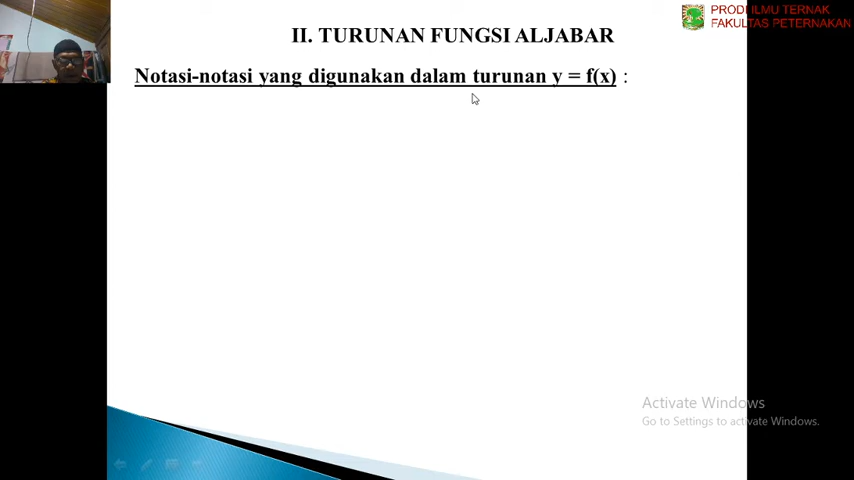 PRODI ILMU TERNAK
FAKULTAS PETERNAKAN
II. TURUNAN FUNGSI ALJABAR
Notasi-notasi yang digunakan dalam turunan y = f(x) :
Activate Windows
Go to Settings to activate Windows.